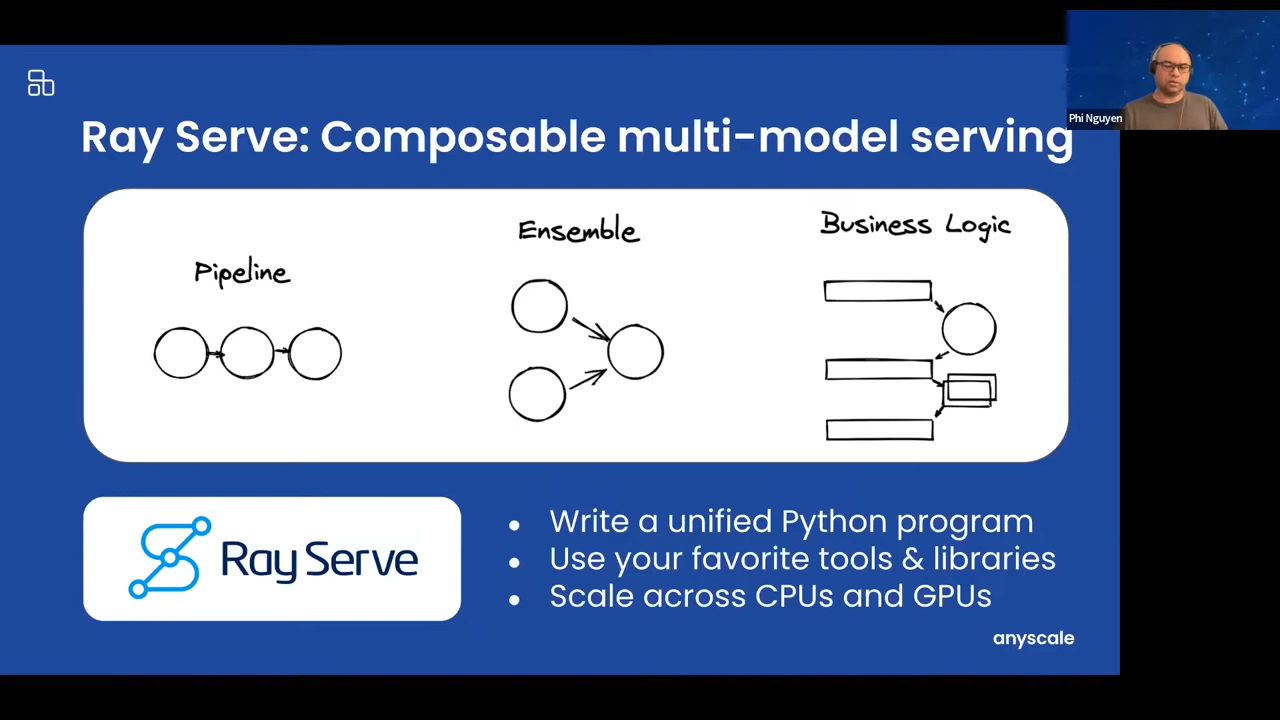 Ray Serve: Composable multi-model serving
Phi Nguyen
Pipeline
Ensemble
Business Logic
Ray Serve
● Write a unified Python program
● Use your favorite tools & libraries
● Scale across CPUs and GPUs
anyscale